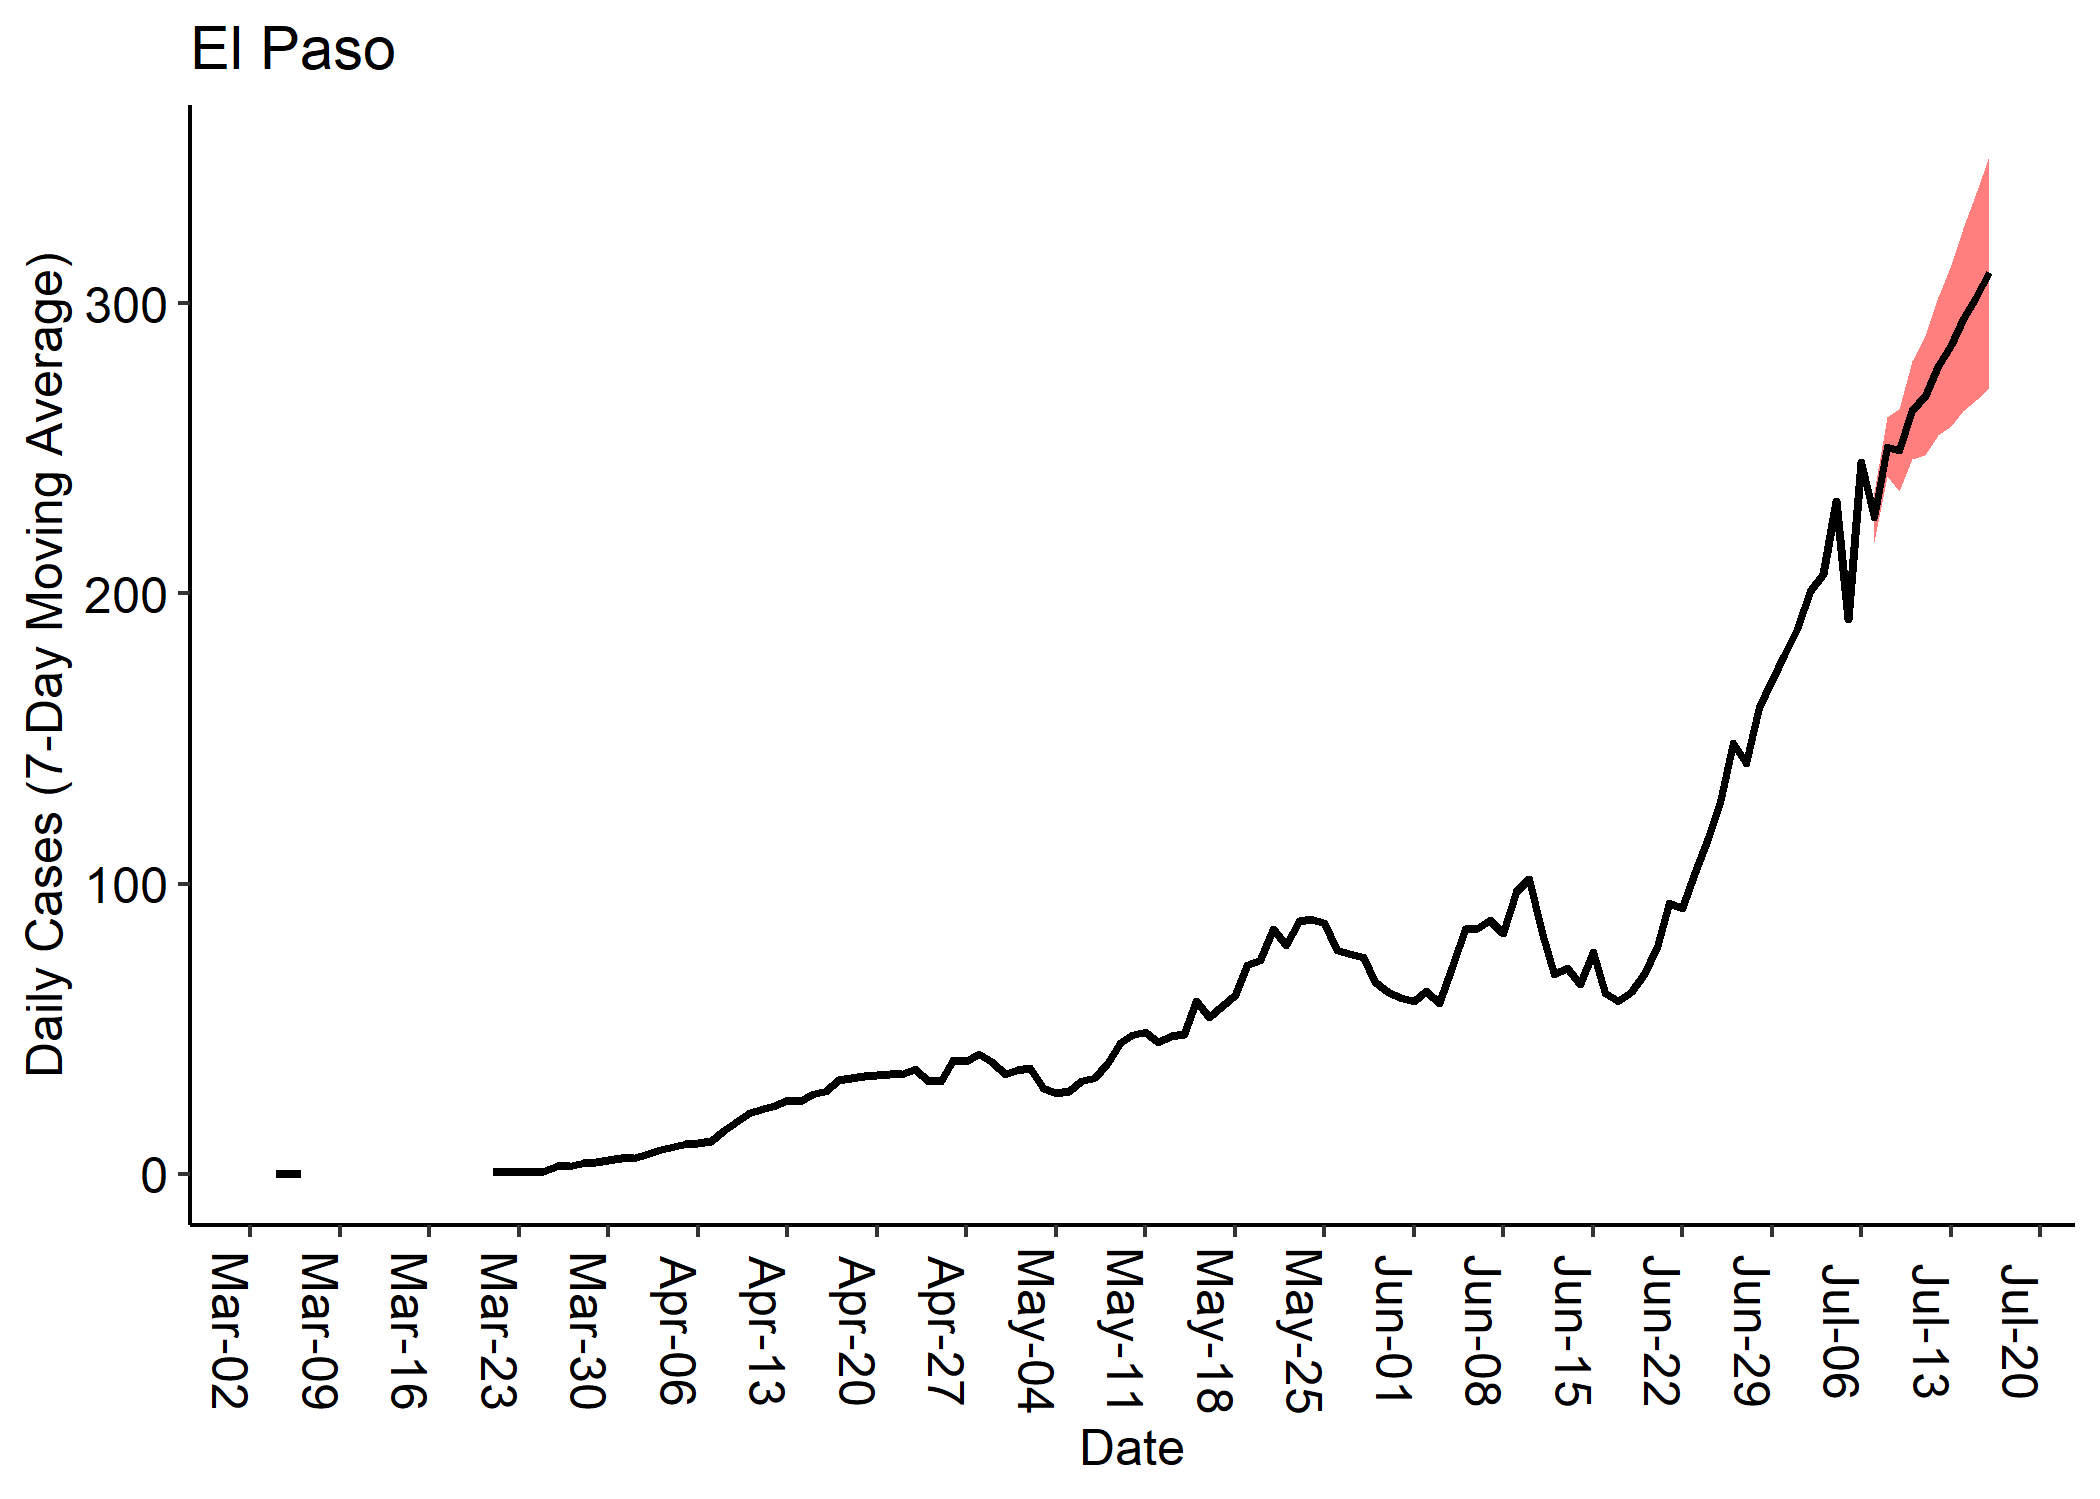 El Paso
Daily Cases (7-Day Moving Average)
300
200
100
0
Mar-02
Mar-09
Mar-16
Mar-23
Mar-30
Apr-06
Apr-13
Apr-20
Apr-27
May-04
May-11
May-18
May-25
Jun-01
Jun-08
Jun-15
Jun-22
Jun-29
Jul-06
Jul-13
Jul-20
Date